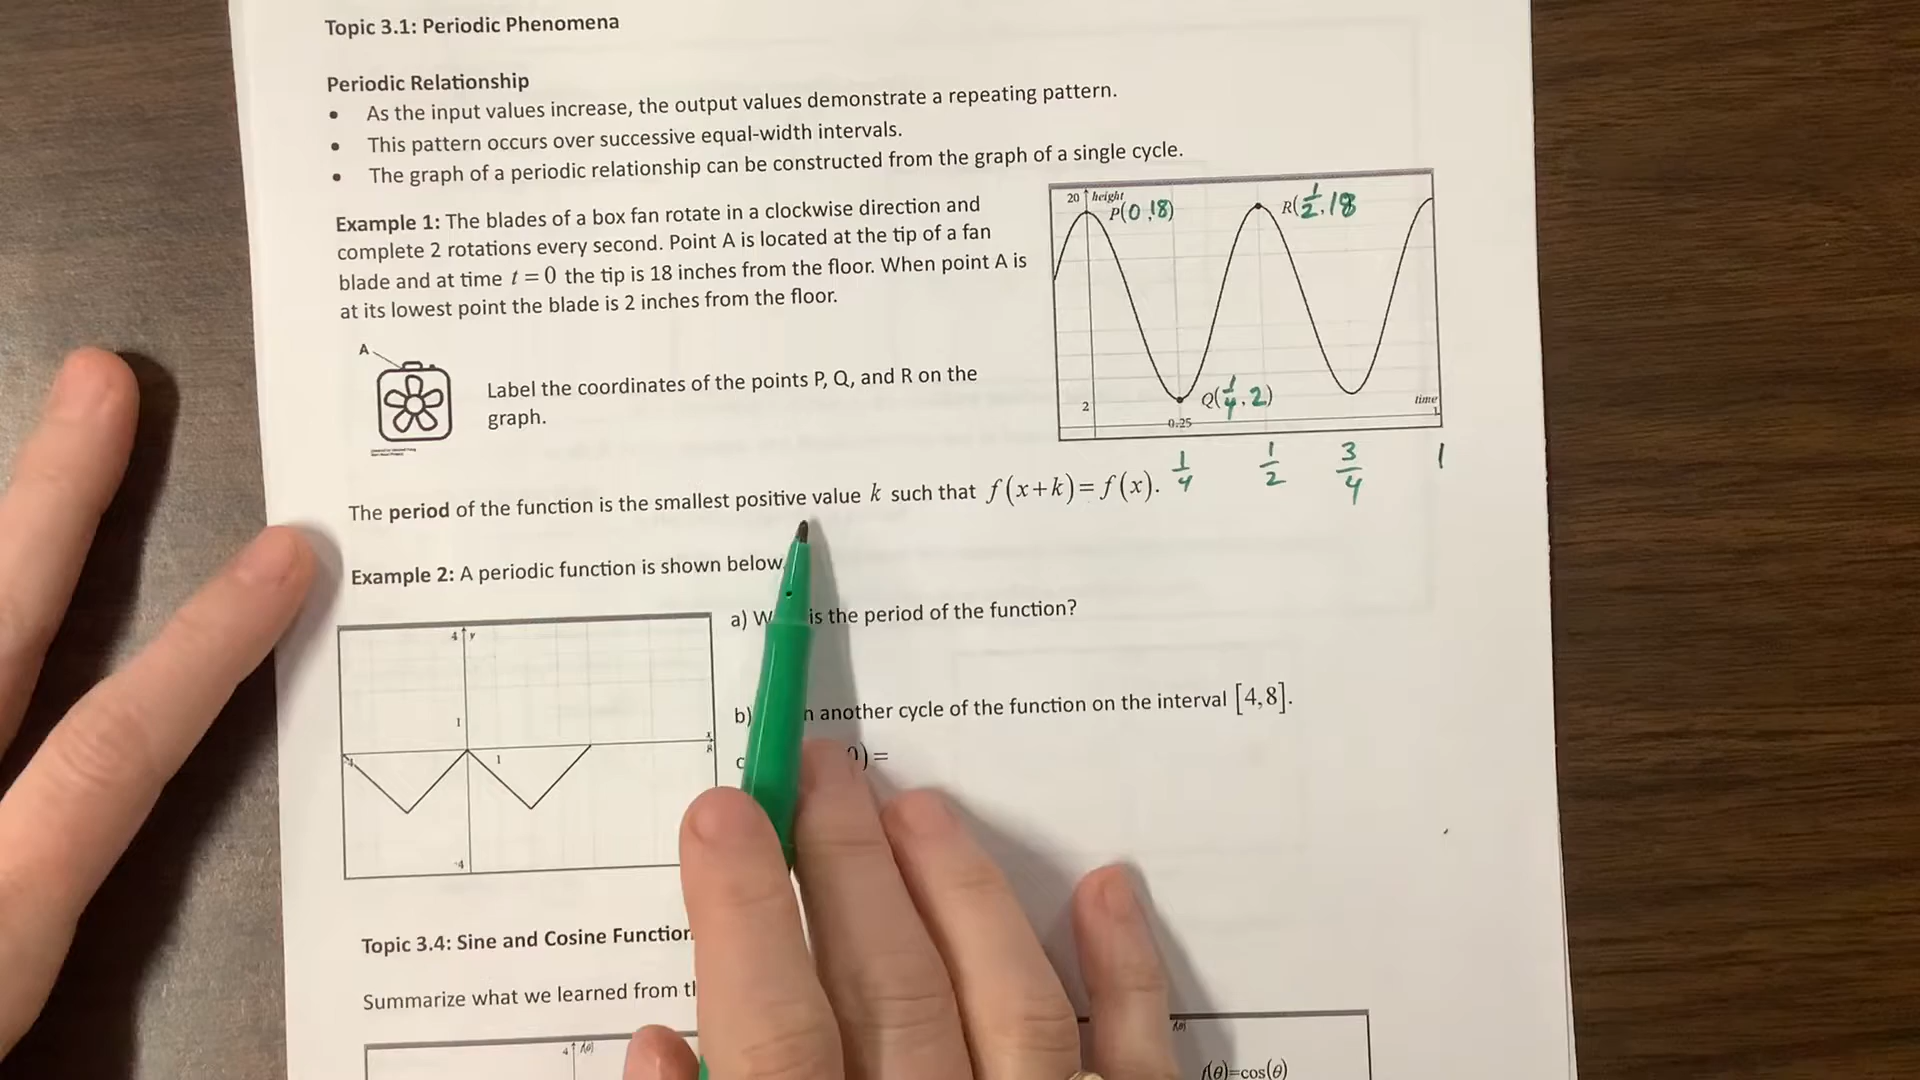 Topic 3.1: Periodic Phenomena
Periodic Relationship
• As the input values increase, the output values demonstrate a repeating pattern.
• This pattern occurs over successive equal-width intervals.
• The graph of a periodic relationship can be constructed from the graph of a single cycle.
Example 1: The blades of a box fan rotate in a clockwise direction and
complete 2 rotations every second. Point A is located at the tip of a fan
blade and at time t = 0 the tip is 18 inches from the floor. When point A is
at its lowest point the blade is 2 inches from the floor.
20 height
P(0, 18)
R(1/2, 18
2
Q(1/4, 2)
time
0.25
1
1/4 1/2 3/4 1
A
Label the coordinates of the points P, Q, and R on the
graph.
The period of the function is the smallest positive value k such that f(x+k)=f(x).
Example 2: A periodic function is shown below
4 y
1
1
x
8
-4
a) W is the period of the function?
b) another cycle of the function on the interval [4,8].
c )=
Topic 3.4: Sine and Cosine Function
Summarize what we learned from
4 f(θ)
f(θ)
f(θ)=cos(θ)